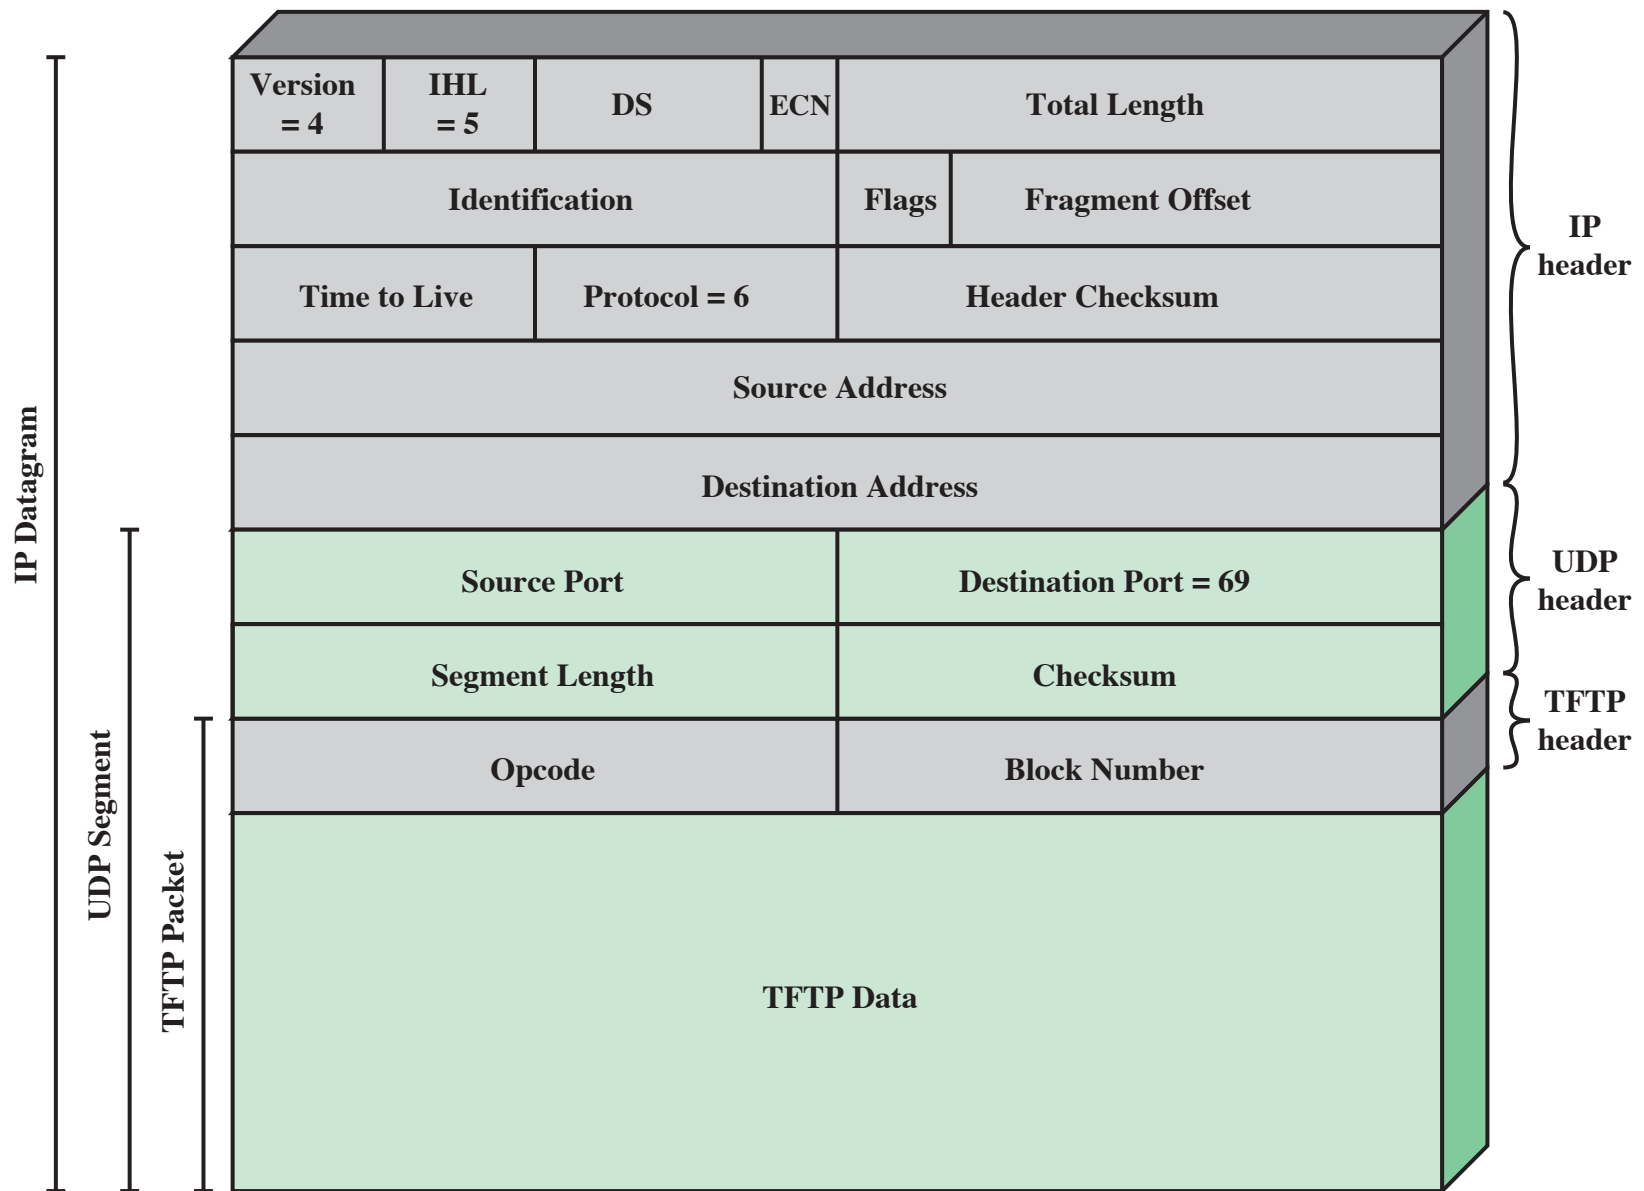 Version
= 4
IHL
= 5
DS
ECN
Total Length
Identification
Flags
Fragment Offset
Time to Live
Protocol = 6
Header Checksum
Source Address
Destination Address
Source Port
Destination Port = 69
Segment Length
Checksum
Opcode
Block Number
TFTP Data
IP Datagram
UDP Segment
TFTP Packet
IP
header
UDP
header
TFTP
header